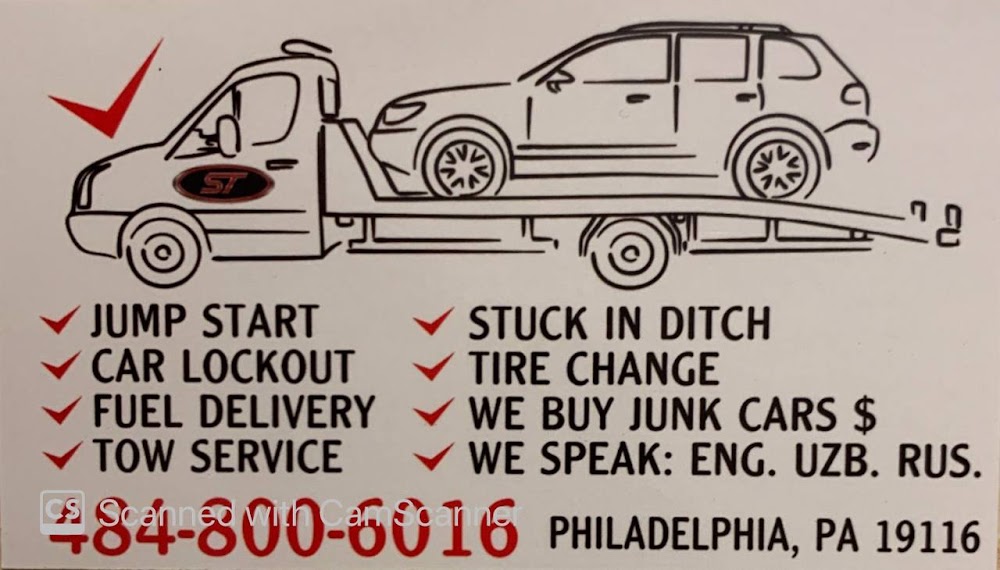 ST
JUMP START
CAR LOCKOUT
FUEL DELIVERY
TOW SERVICE
STUCK IN DITCH
TIRE CHANGE
WE BUY JUNK CARS $
WE SPEAK: ENG. UZB. RUS.
484-800-6016
CS Scanned with CamScanner
PHILADELPHIA, PA 19116